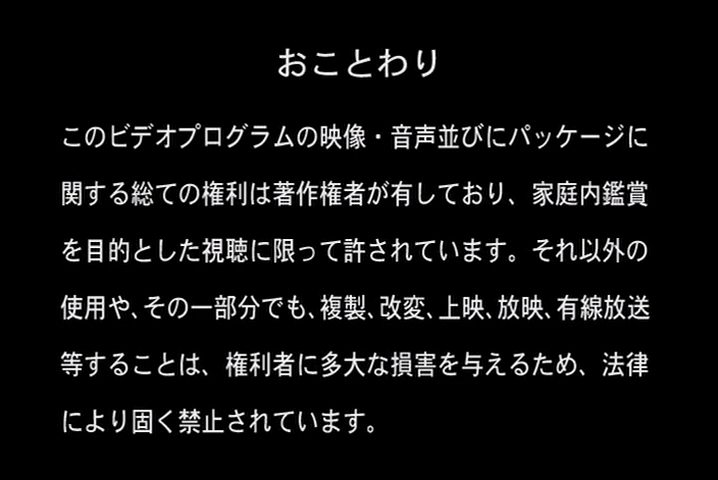 おことわり
このビデオプログラムの映像・音声並びにパッケージに
関する総ての権利は著作権者が有しており、家庭内鑑賞
を目的とした視聴に限って許されています。それ以外の
使用や、その一部分でも、複製、改変、上映、放映、有線放送
等することは、権利者に多大な損害を与えるため、法律
により固く禁止されています。